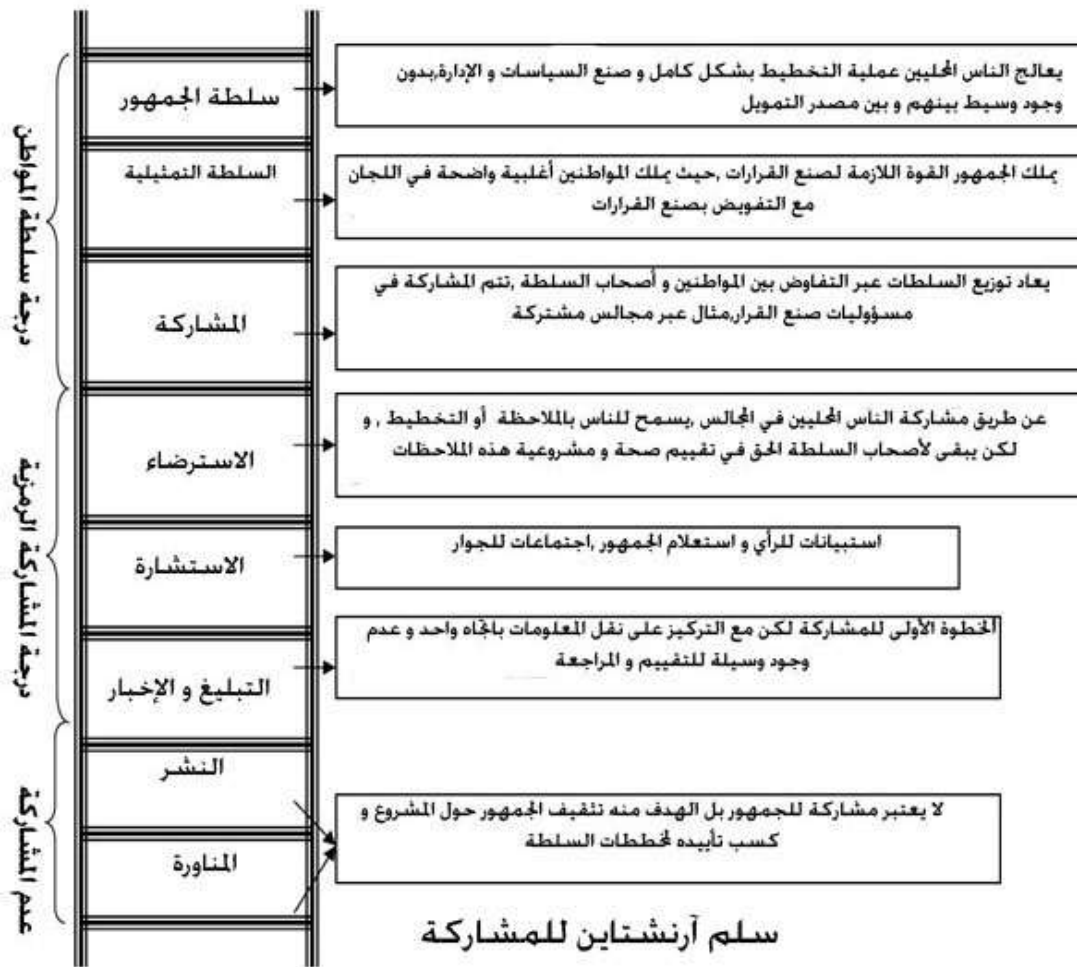 سلطة الجمهور
يعالج الناس المحليين عملية التخطيط بشكل كامل و صنع السياسات و الإدارة,بدون
وجود وسيط بينهم و بين مصدر التمويل
السلطة التمثيلية
يملك الجمهور القوة اللازمة لصنع القرارات ,حيث يملك المواطنين أغلبية واضحة في اللجان
مع التفويض بصنع القرارات
المشاركة
يعاد توزيع السلطات عبر التفاوض بين المواطنين و أصحاب السلطة ,تتم المشاركة في
مسؤوليات صنع القرار,مثال عبر مجالس مشتركة
درجة سلطة المواطن
الاسترضاء
عن طريق مشاركة الناس المحليين في المجالس ,يسمح للناس بالملاحظة أو التخطيط , و
لكن يبقى لأصحاب السلطة الحق في تقييم صحة و مشروعية هذه الملاحظات
الاستشارة
استبيانات للرأي و استعلام الجمهور ,اجتماعات للجوار
التبليغ و الإخبار
الخطوة الأولى للمشاركة لكن مع التركيز على نقل المعلومات باتجاه واحد و عدم
وجود وسيلة للتقييم و المراجعة
درجة المشاركة الرمزية
النشر
المناورة
لا يعتبر مشاركة للجمهور بل الهدف منه تثقيف الجمهور حول المشروع و
كسب تأييده لمخططات السلطة
عدم المشاركة
سلم آرنشتاين للمشاركة